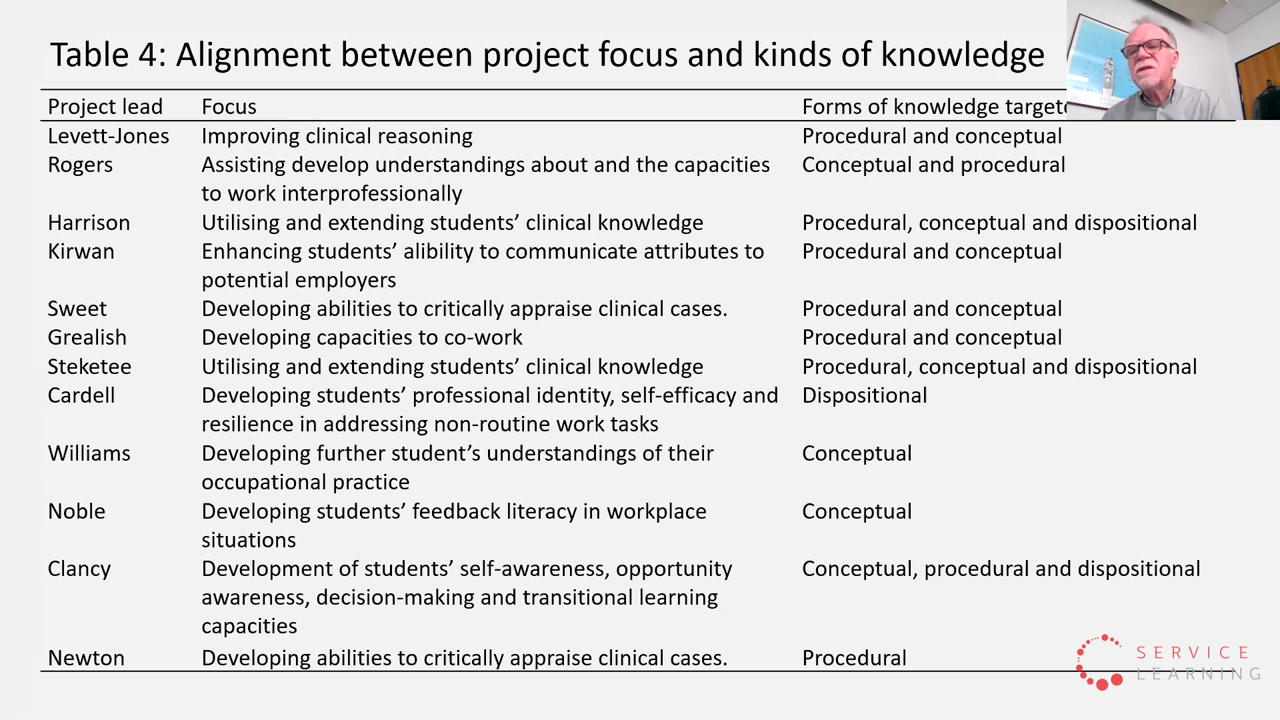 Table 4: Alignment between project focus and kinds of knowledge
Project lead Focus Forms of knowledge
Levett-Jones Improving clinical reasoning Procedural and conceptual
Rogers Assisting develop understandings about and the capacities Conceptual and procedural
to work interprofessionally
Harrison Utilising and extending students’ clinical knowledge Procedural, conceptual and dispositional
Kirwan Enhancing students’ alibility to communicate attributes to Procedural and conceptual
potential employers
Sweet Developing abilities to critically appraise clinical cases. Procedural and conceptual
Grealish Developing capacities to co-work Procedural and conceptual
Steketee Utilising and extending students’ clinical knowledge Procedural, conceptual and dispositional
Cardell Developing students’ professional identity, self-efficacy and Dispositional
resilience in addressing non-routine work tasks
Williams Developing further student’s understandings of their Conceptual
occupational practice
Noble Developing students’ feedback literacy in workplace Conceptual
situations
Clancy Development of students’ self-awareness, opportunity Conceptual, procedural and dispositional
awareness, decision-making and transitional learning
capacities
Newton Developing abilities to critically appraise clinical cases. Procedural
SERVICE
LEARNING